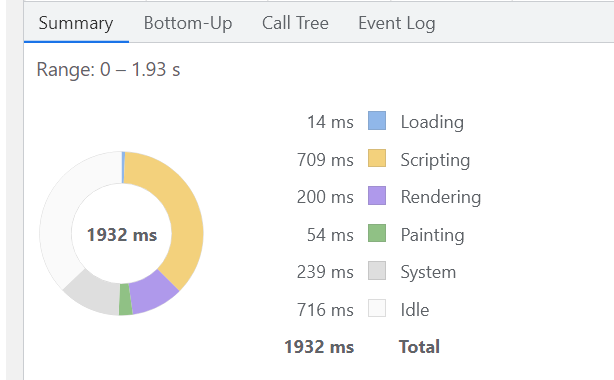 Summary Bottom-Up Call Tree Event Log
Range: 0 – 1.93 s
14 ms Loading
709 ms Scripting
200 ms Rendering
1932 ms
54 ms Painting
239 ms System
716 ms Idle
1932 ms Total